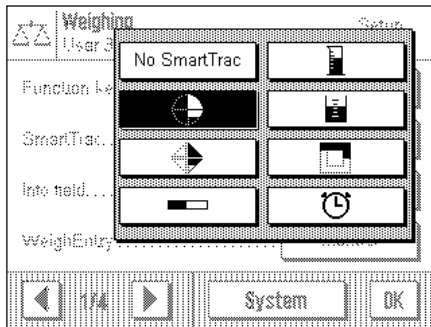 Weighing
Setup
User 3
No SmartTrac
Function ke
SmartTrac...
Info field....
WeighEntry
1/4
System
OK